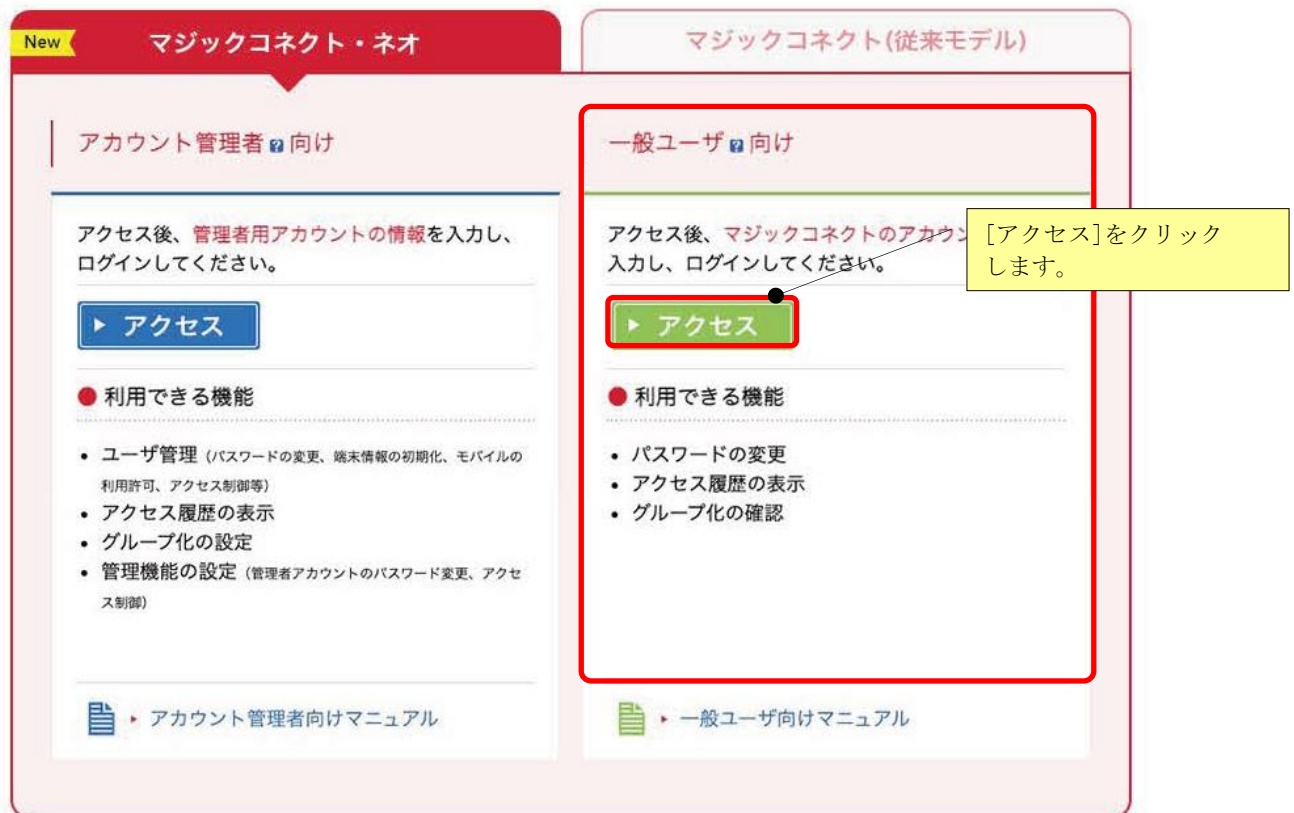 New
マジックコネクト・ネオ
マジックコネクト(従来モデル)
アカウント管理者?向け
アクセス後、管理者用アカウントの情報を入力し、
ログインしてください。
アクセス
利用できる機能
・ユーザ管理(パスワードの変更、端末情報の初期化、モバイルの
利用許可、アクセス制御等)
・アクセス履歴の表示
・グループ化の設定
・管理機能の設定(管理者アカウントのパスワード変更、アクセ
ス制御)
アカウント管理者向けマニュアル
一般ユーザ?向け
アクセス後、マジックコネクトのアカウン
入力し、ログインしてください。
[アクセス]をクリック
します。
アクセス
利用できる機能
・パスワードの変更
・アクセス履歴の表示
・グループ化の確認
一般ユーザ向けマニュアル